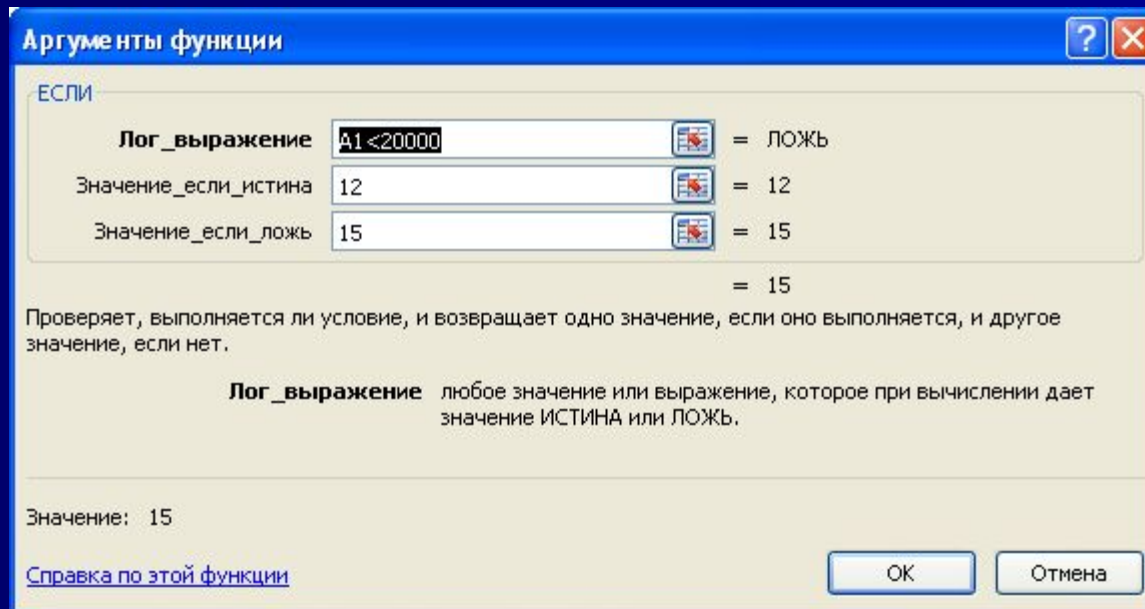 Аргументы функции
ЕСЛИ
Лог_выражение A1<20000 = ЛОЖЬ
Значение_если_истина 12 = 12
Значение_если_ложь 15 = 15
= 15
Проверяет, выполняется ли условие, и возвращает одно значение, если оно выполняется, и другое
значение, если нет.
Лог_выражение любое значение или выражение, которое при вычислении дает
значение ИСТИНА или ЛОЖЬ.
Значение: 15
Справка по этой функции ОК Отмена